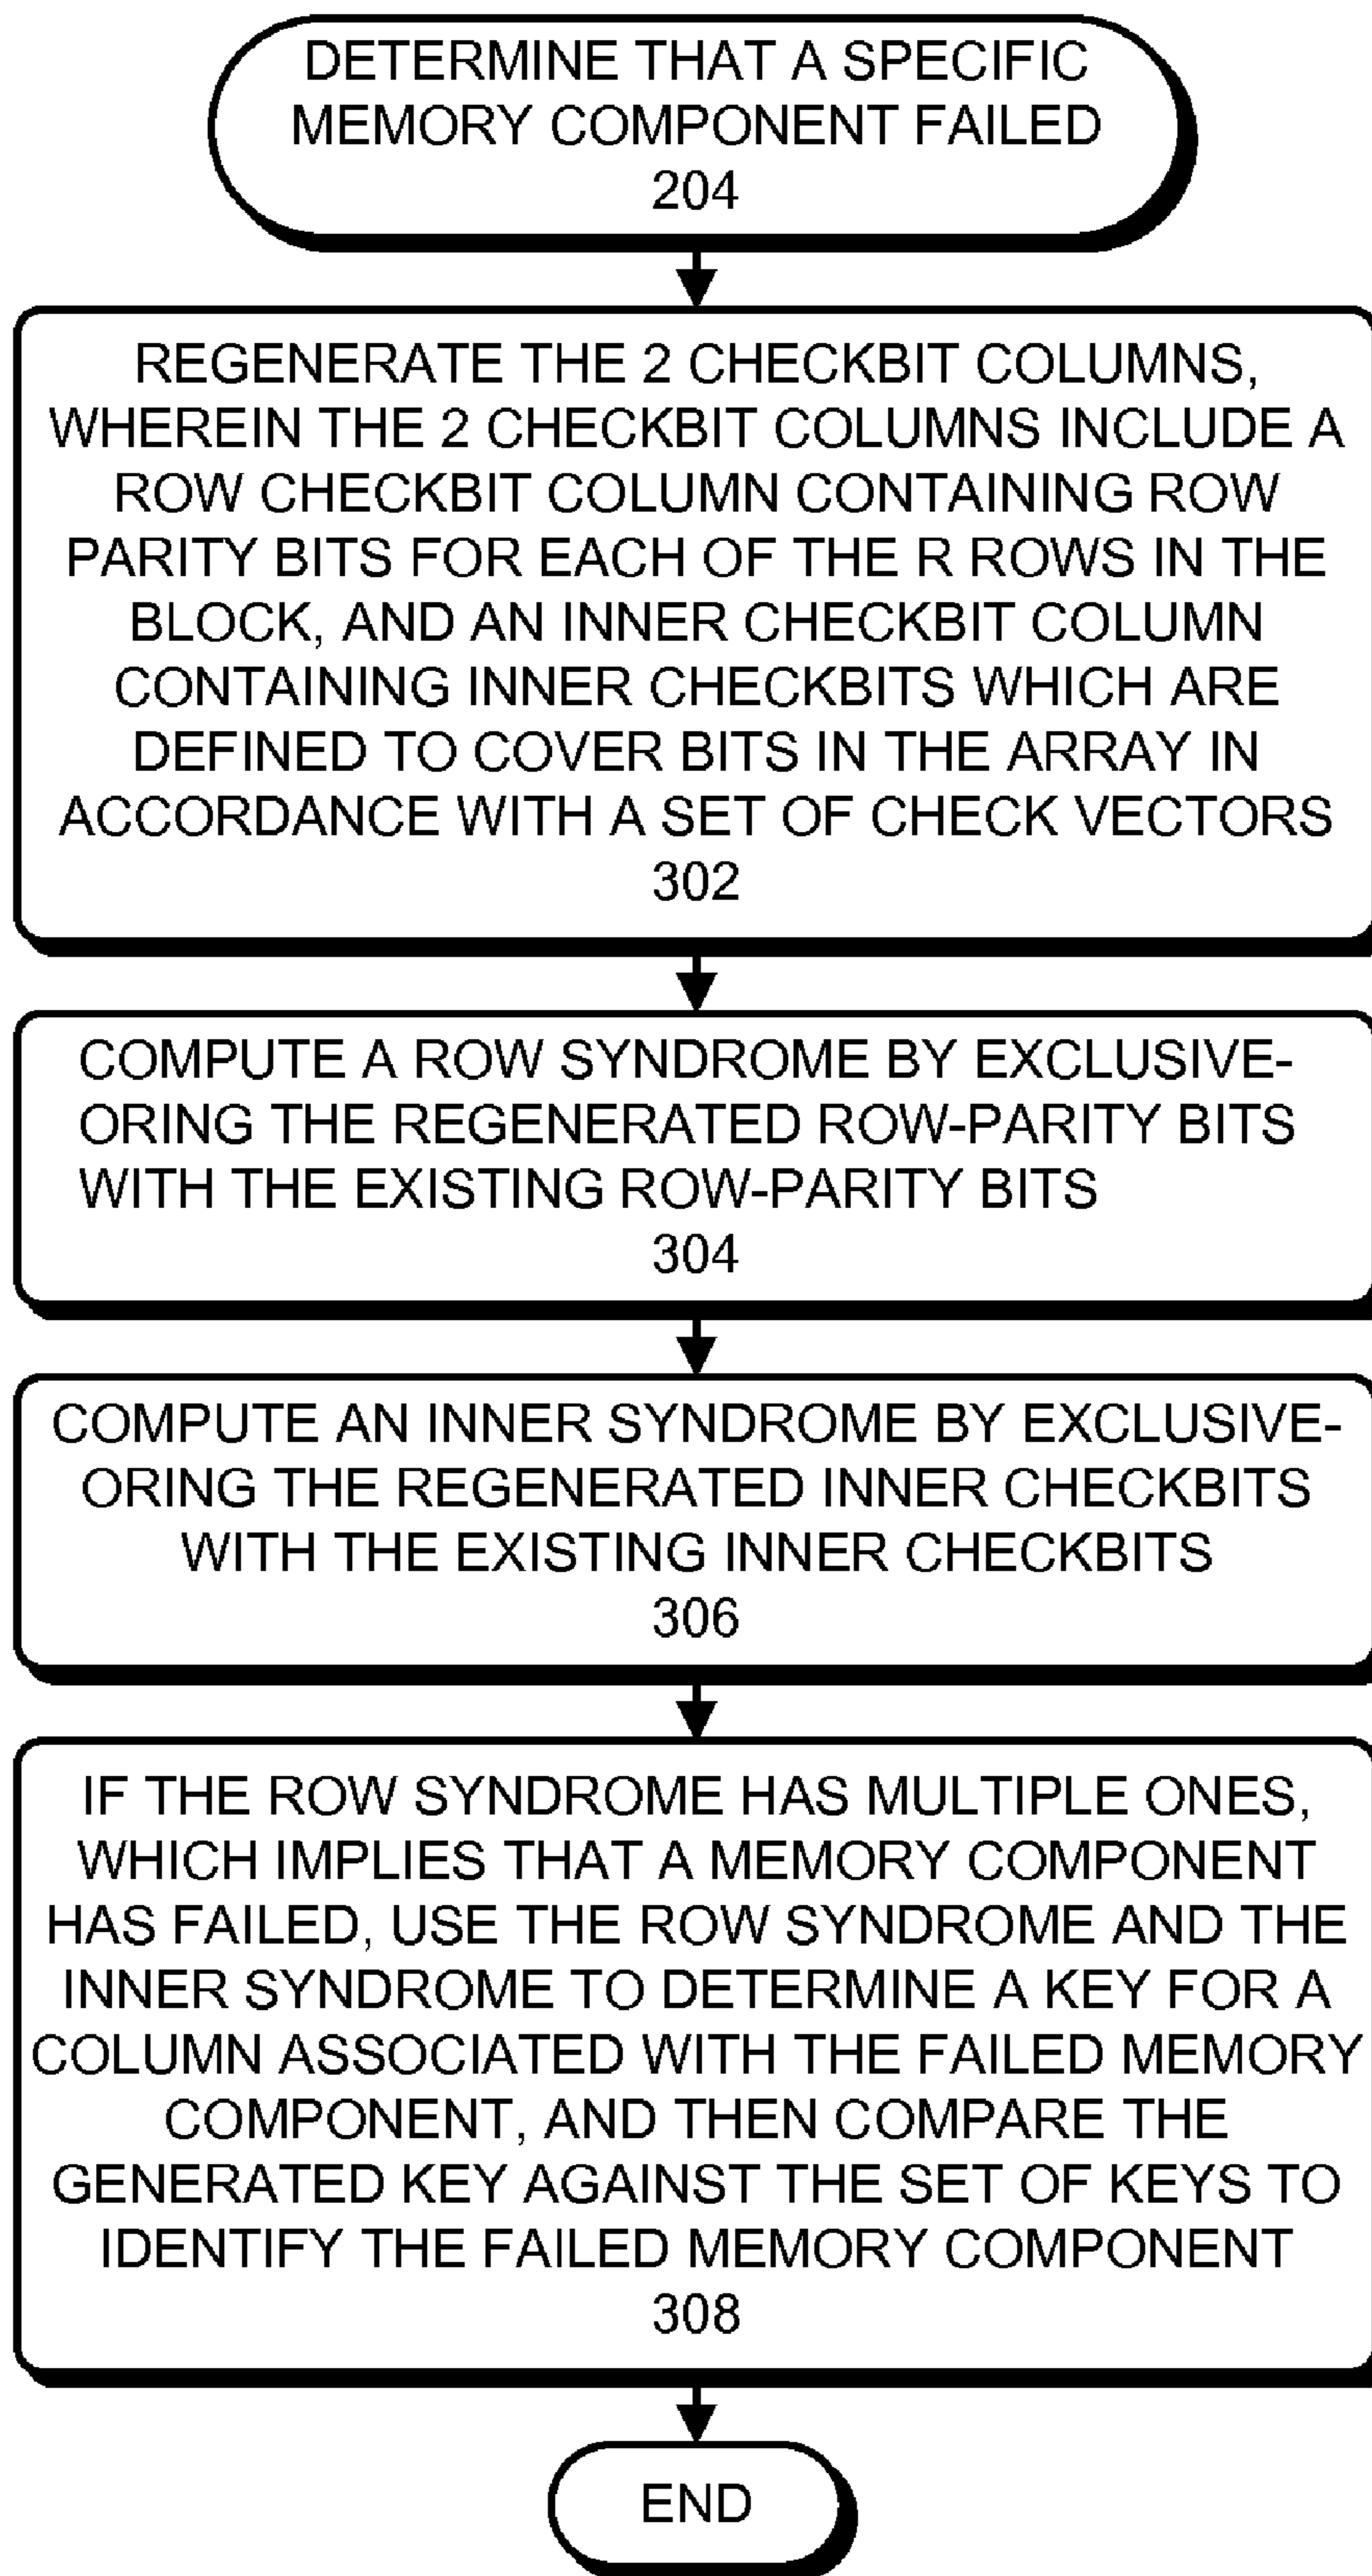 DETERMINE THAT A SPECIFIC
MEMORY COMPONENT FAILED
204
REGENERATE THE 2 CHECKBIT COLUMNS,
WHEREIN THE 2 CHECKBIT COLUMNS INCLUDE A
ROW CHECKBIT COLUMN CONTAINING ROW
PARITY BITS FOR EACH OF THE R ROWS IN THE
BLOCK, AND AN INNER CHECKBIT COLUMN
CONTAINING INNER CHECKBITS WHICH ARE
DEFINED TO COVER BITS IN THE ARRAY IN
ACCORDANCE WITH A SET OF CHECK VECTORS
302
COMPUTE A ROW SYNDROME BY EXCLUSIVE-
ORING THE REGENERATED ROW-PARITY BITS
WITH THE EXISTING ROW-PARITY BITS
304
COMPUTE AN INNER SYNDROME BY EXCLUSIVE-
ORING THE REGENERATED INNER CHECKBITS
WITH THE EXISTING INNER CHECKBITS
306
IF THE ROW SYNDROME HAS MULTIPLE ONES,
WHICH IMPLIES THAT A MEMORY COMPONENT
HAS FAILED, USE THE ROW SYNDROME AND THE
INNER SYNDROME TO DETERMINE A KEY FOR A
COLUMN ASSOCIATED WITH THE FAILED MEMORY
COMPONENT, AND THEN COMPARE THE
GENERATED KEY AGAINST THE SET OF KEYS TO
IDENTIFY THE FAILED MEMORY COMPONENT
308
END